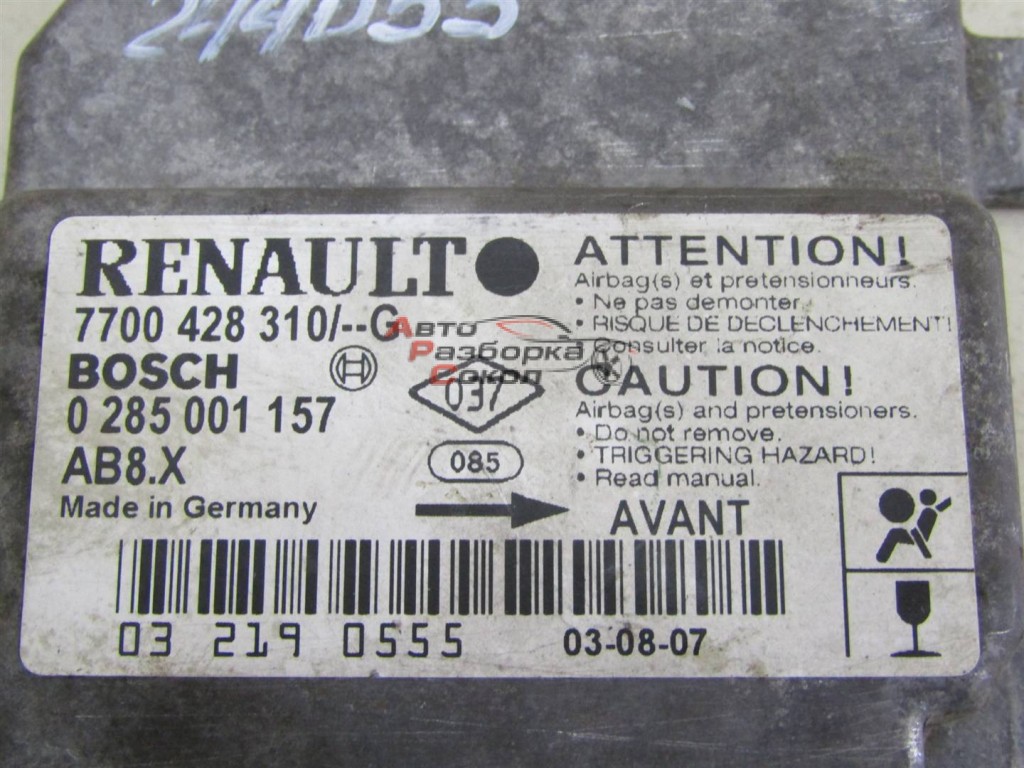 RENAULT
7700 428 310/--G
BOSCH
0 285 001 157
AB8.X
Made in Germany
037
085
ATTENTION!
Airbag(s) et pretensionneurs.
• Ne pas demonter.
• RISQUE DE DECLENCHEMENT!
• Consulter la notice.
CAUTION!
Airbag(s) and pretensioners.
• Do not remove.
• TRIGGERING HAZARD!
• Read manual.
AVANT
03 219 0555
03-08-07
Авто
Разборка
Сокол